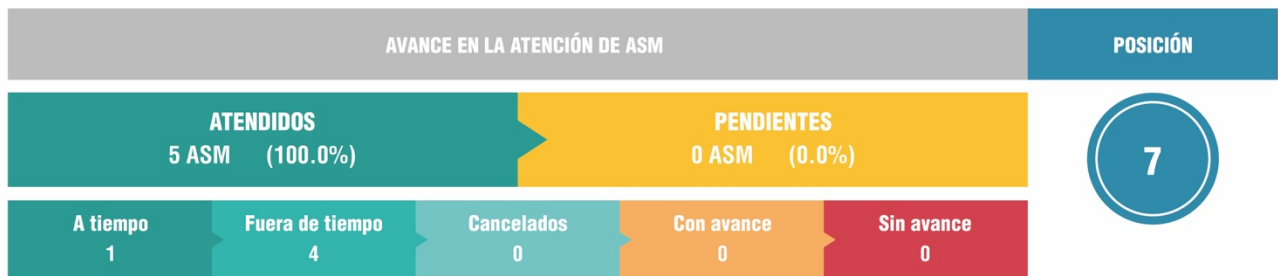 AVANCE EN LA ATENCIÓN DE ASM
POSICIÓN
ATENDIDOS
5 ASM (100.0%)
PENDIENTES
0 ASM (0.0%)
7
A tiempo
1
Fuera de tiempo
4
Cancelados
0
Con avance
0
Sin avance
0